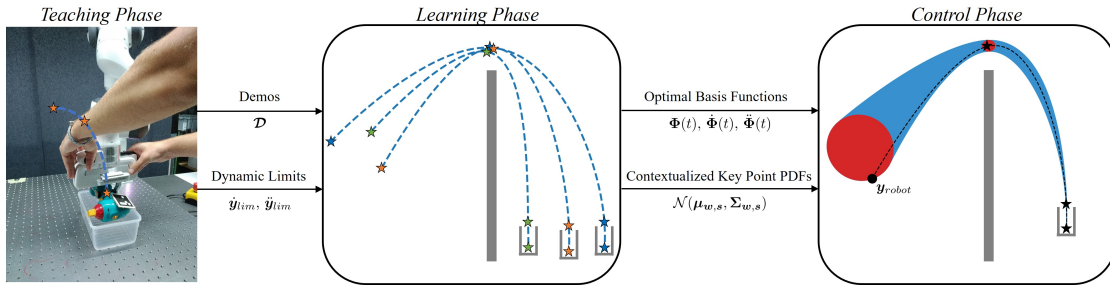 Teaching Phase
Learning Phase
Control Phase
Demos
𝓓
Dynamic Limits
ẏ_lim, ÿ_lim
Optimal Basis Functions
Φ(t), Φ̇(t), Φ̈(t)
Contextualized Key Point PDFs
𝒩(μ_w,s, Σ_w,s)
y_robot